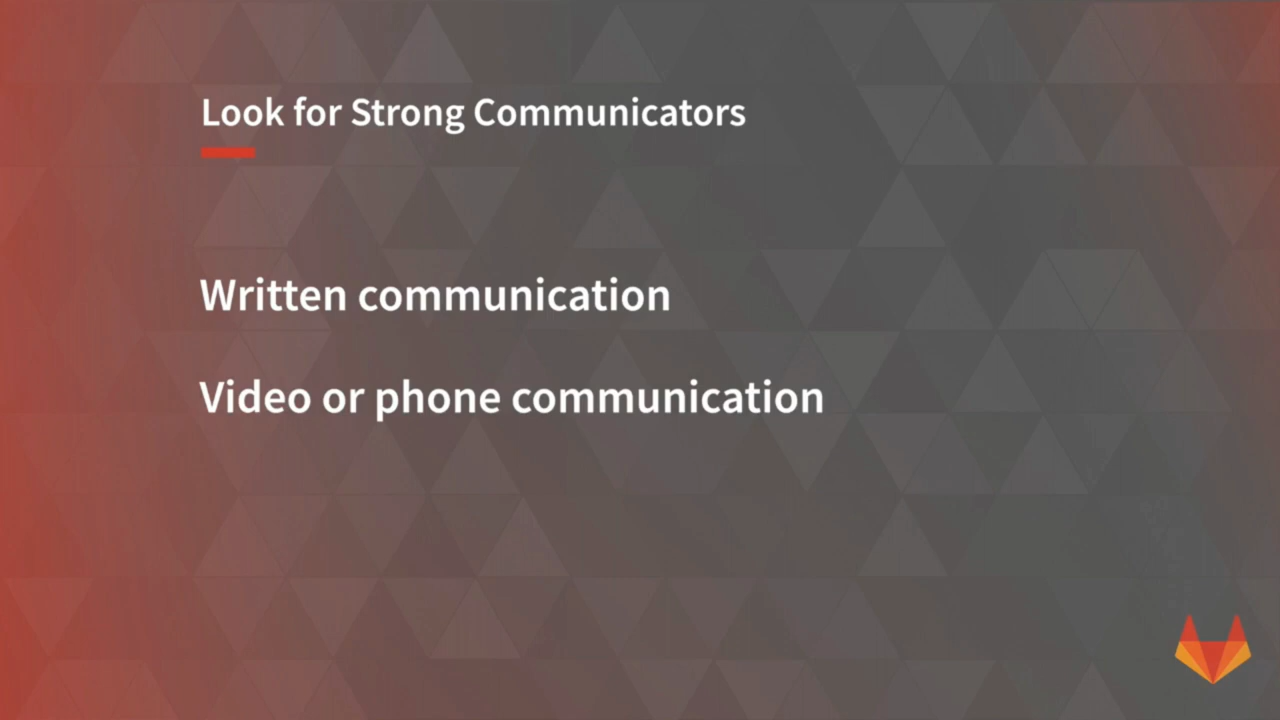 Look for Strong Communicators
Written communication
Video or phone communication